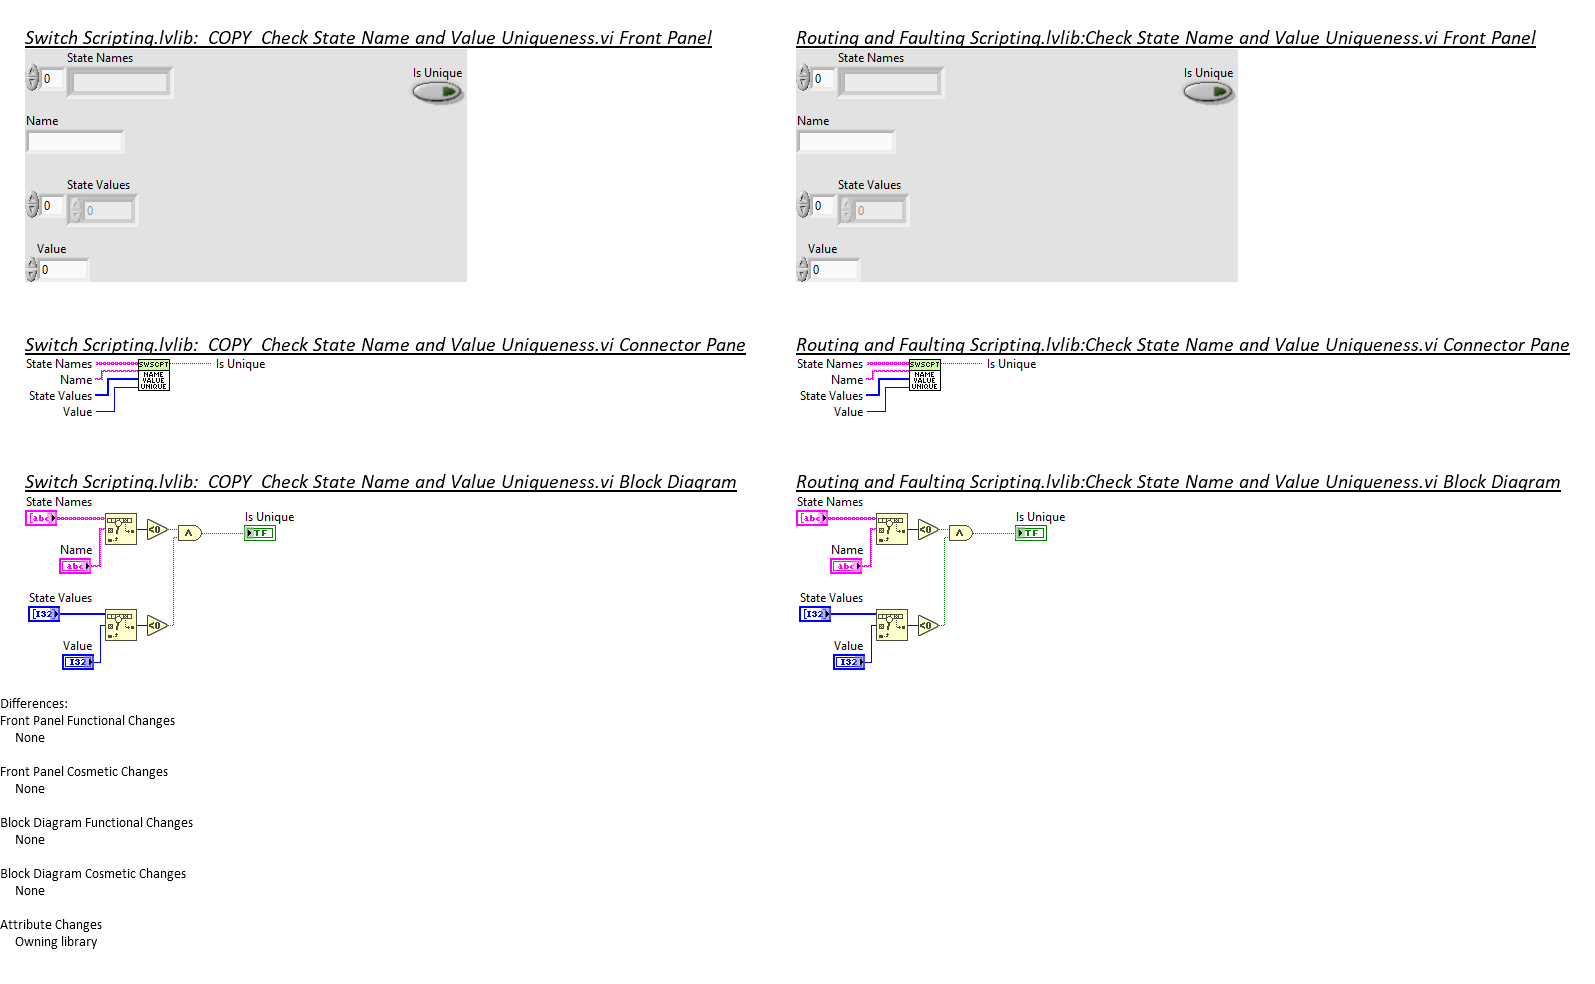 Switch Scripting.lvlib:  COPY  Check State Name and Value Uniqueness.vi Front Panel
State Names
0
Is Unique
Name
State Values
0
0
Value
0
Routing and Faulting Scripting.lvlib:Check State Name and Value Uniqueness.vi Front Panel
State Names
0
Is Unique
Name
State Values
0
0
Value
0
Switch Scripting.lvlib:  COPY  Check State Name and Value Uniqueness.vi Connector Pane
State Names
Name
State Values
Value
SWSCPT
NAME
VALUE
UNIQUE
Is Unique
Routing and Faulting Scripting.lvlib:Check State Name and Value Uniqueness.vi Connector Pane
State Names
Name
State Values
Value
SWSCPT
NAME
VALUE
UNIQUE
Is Unique
Switch Scripting.lvlib:  COPY  Check State Name and Value Uniqueness.vi Block Diagram
State Names
[abc]
<0
Is Unique
TF
Name
abc
State Values
[I32]
<0
Value
I32
Routing and Faulting Scripting.lvlib:Check State Name and Value Uniqueness.vi Block Diagram
State Names
[abc]
<0
Is Unique
TF
Name
abc
State Values
[I32]
<0
Value
I32
Differences:
Front Panel Functional Changes
None
Front Panel Cosmetic Changes
None
Block Diagram Functional Changes
None
Block Diagram Cosmetic Changes
None
Attribute Changes
Owning library